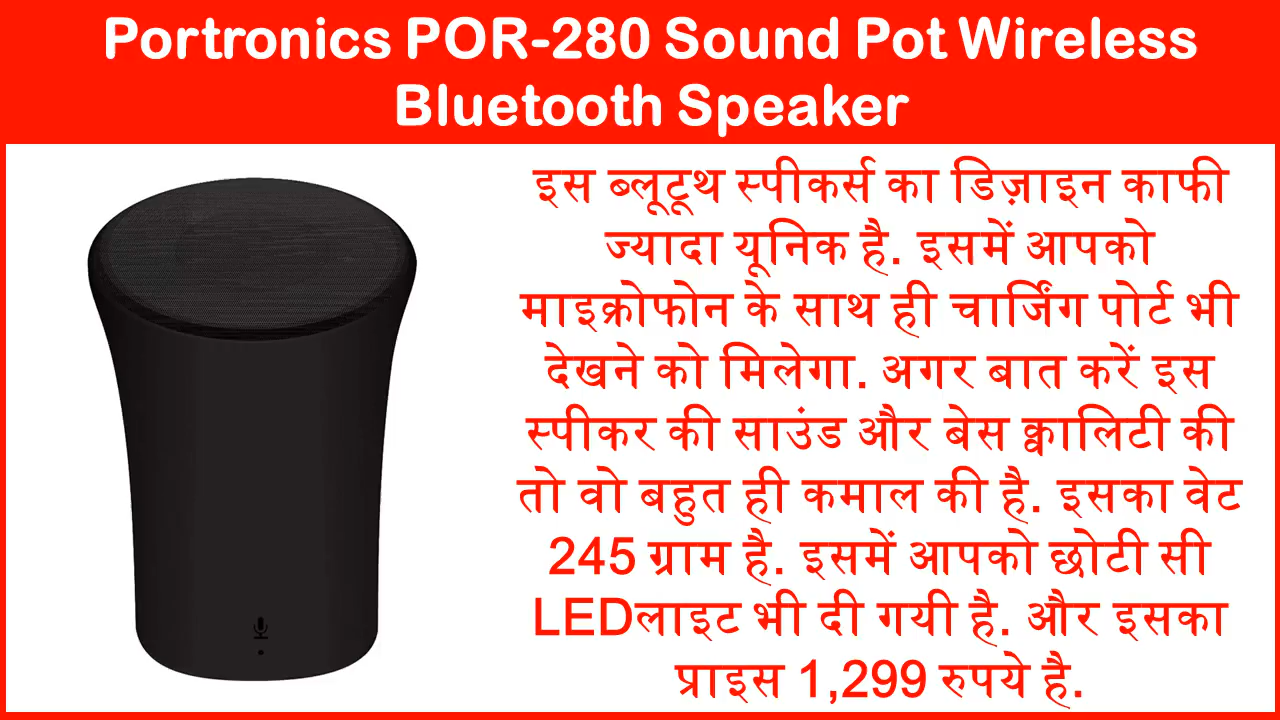 Portronics POR-280 Sound Pot Wireless
Bluetooth Speaker
इस ब्लूटूथ स्पीकर्स का डिज़ाइन काफी
ज्यादा यूनिक है. इसमें आपको
माइक्रोफोन के साथ ही चार्जिंग पोर्ट भी
देखने को मिलेगा. अगर बात करें इस
स्पीकर की साउंड और बेस क्वालिटी की
तो वो बहुत ही कमाल की है. इसका वेट
245 ग्राम है. इसमें आपको छोटी सी
LEDलाइट भी दी गयी है. और इसका
प्राइस 1,299 रुपये है.